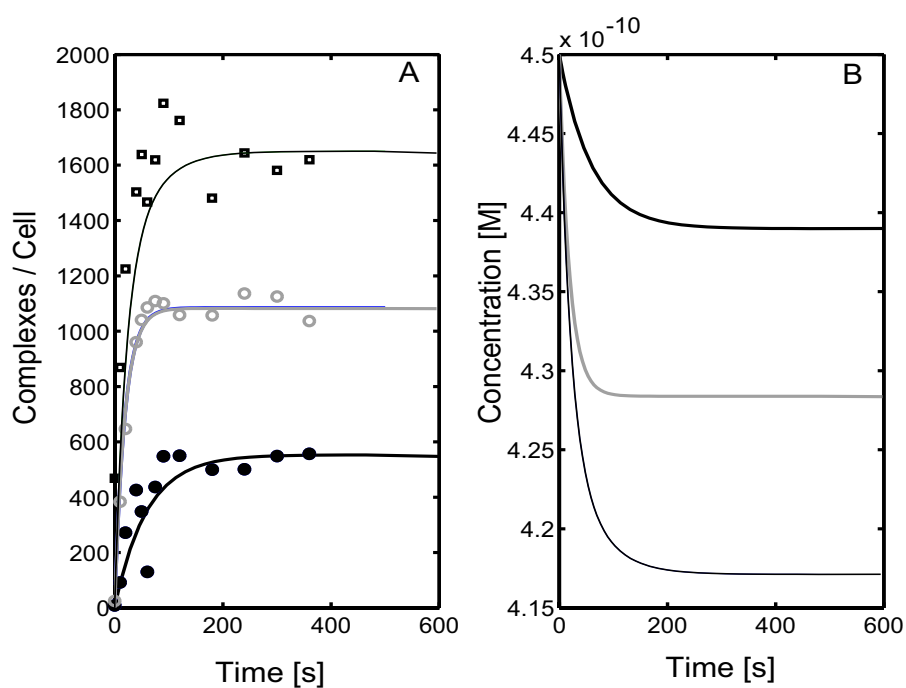 x 10^-10
2000
1800
1600
1400
1200
1000
800
600
400
200
0
A
Complexes / Cell
0 200 400 600
Time [s]
4.5
4.45
4.4
4.35
4.3
4.25
4.2
4.15
B
Concentration [M]
0 200 400 600
Time [s]